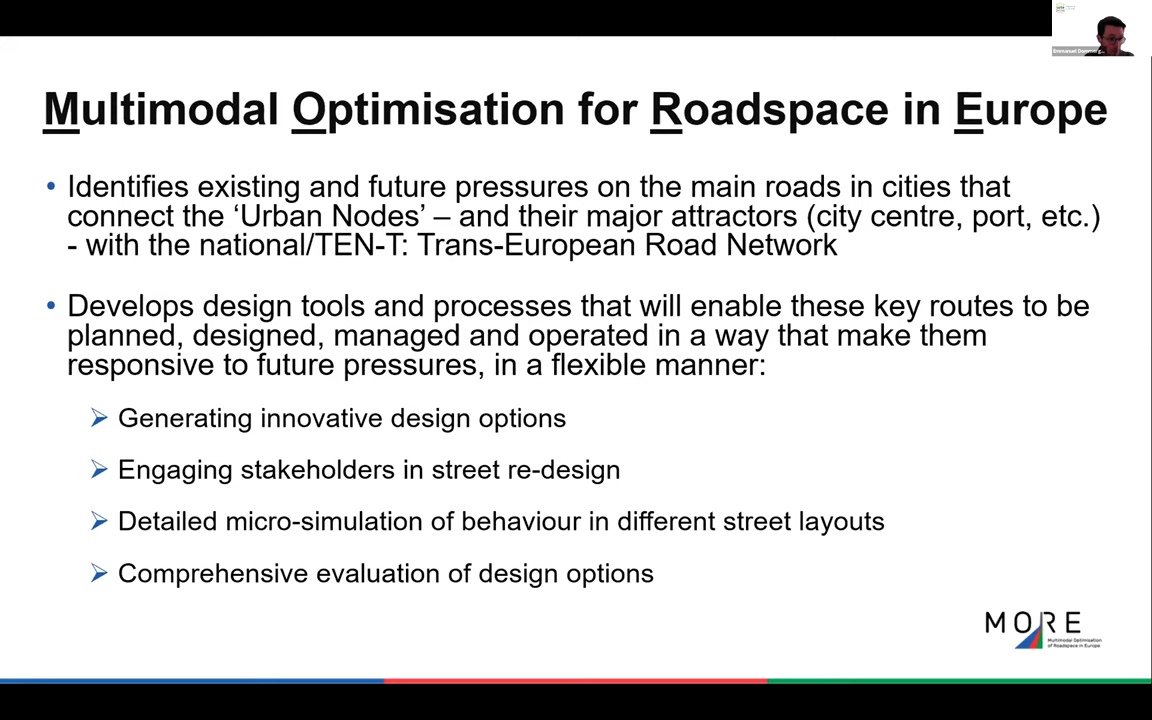 Multimodal Optimisation for Roadspace in Europe
• Identifies existing and future pressures on the main roads in cities that
connect the ‘Urban Nodes’ – and their major attractors (city centre, port, etc.)
- with the national/TEN-T: Trans-European Road Network
• Develops design tools and processes that will enable these key routes to be
planned, designed, managed and operated in a way that make them
responsive to future pressures, in a flexible manner:
➢ Generating innovative design options
➢ Engaging stakeholders in street re-design
➢ Detailed micro-simulation of behaviour in different street layouts
➢ Comprehensive evaluation of design options
MORE
Multimodal Optimisation
of Roadspace in Europe